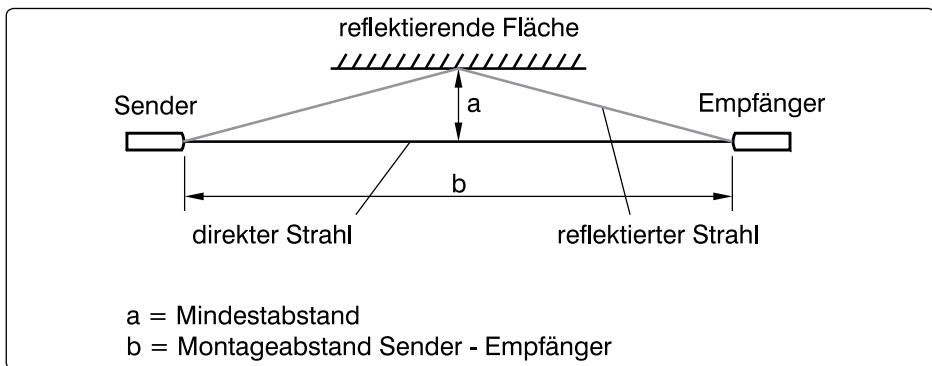 reflektierende Fläche
Sender
a
Empfänger
b
direkter Strahl
reflektierter Strahl
a = Mindestabstand
b = Montageabstand Sender - Empfänger